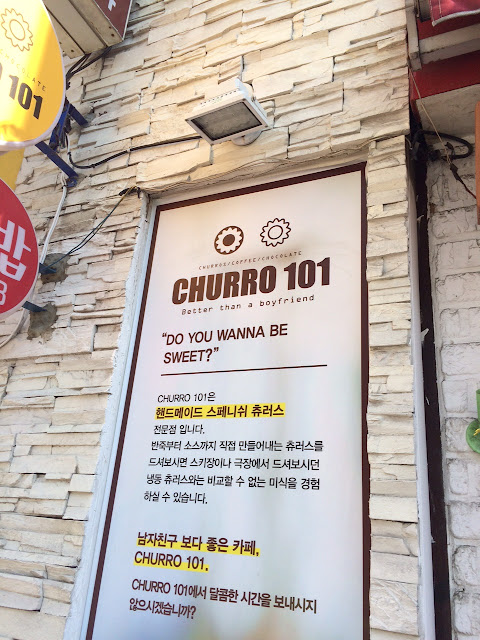 CHOCOLATE
CHURRO 101
밥
CHURROS/COFFEE/CHOCOLATE
CHURRO 101
Better than a boyfriend
“DO YOU WANNA BE
SWEET?”
CHURRO 101은
핸드메이드 스페니쉬 츄러스
전문점 입니다.
반죽부터 소스까지 직접 만들어내는 츄러스를
드셔보시면 스키장이나 극장에서 드셔보시던
냉동 츄러스와는 비교할 수 없는 미식을 경험
하실 수 있습니다.
남자친구 보다 좋은 카페,
CHURRO 101.
CHURRO 101에서 달콤한 시간을 보내시지
않으시겠습니까?